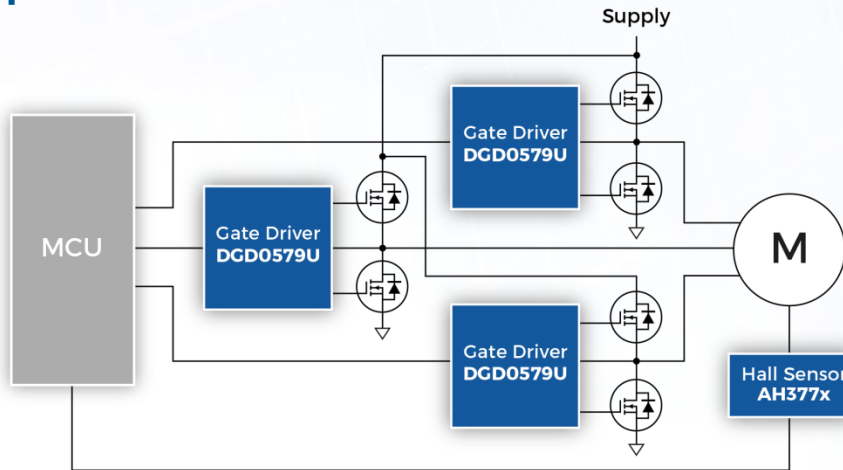 Supply
Gate Driver
DGD0579U
Gate Driver
DGD0579U
MCU
M
Gate Driver
DGD0579U
Hall Sensor
AH377x